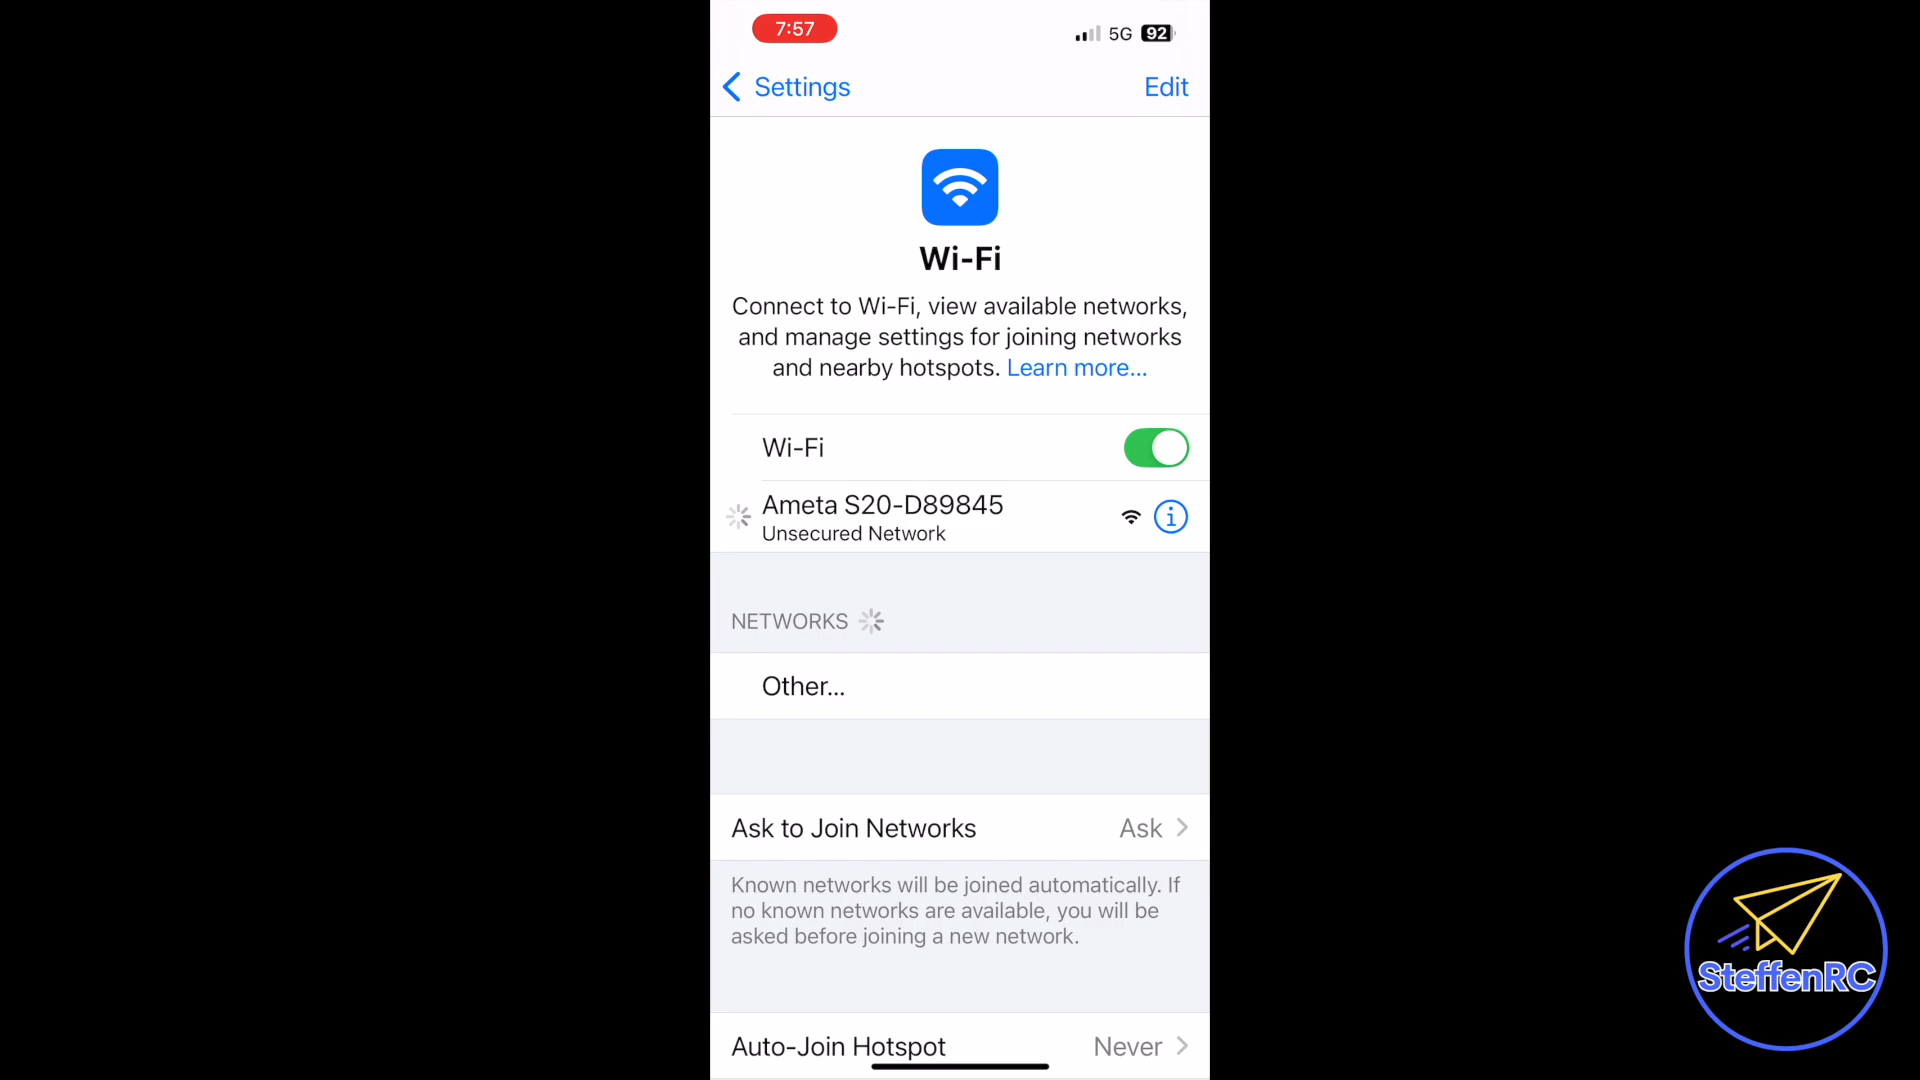 7:57
5G 92
Settings
Edit
Wi-Fi
Connect to Wi-Fi, view available networks,
and manage settings for joining networks
and nearby hotspots. Learn more...
Wi-Fi
Ameta S20-D89845
Unsecured Network
NETWORKS
Other...
Ask to Join Networks
Ask
Known networks will be joined automatically. If
no known networks are available, you will be
asked before joining a new network.
Auto-Join Hotspot
Never
SteffenRC